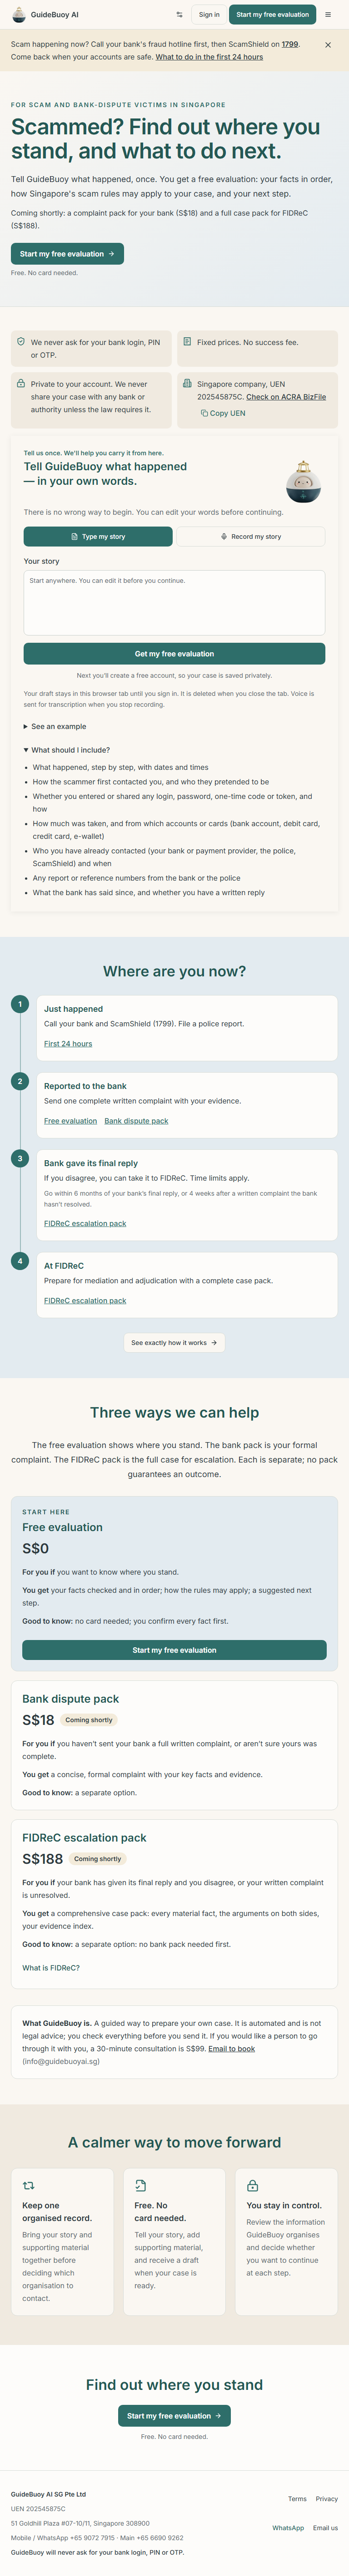 GuideBuoy AI
Sign in
Start my free evaluation
Scam happening now? Call your bank's fraud hotline first, then ScamShield on 1799.
Come back when your accounts are safe. What to do in the first 24 hours
FOR SCAM AND BANK-DISPUTE VICTIMS IN SINGAPORE
Scammed? Find out where you
stand, and what to do next.
Tell GuideBuoy what happened, once. You get a free evaluation: your facts in order,
how Singapore's scam rules may apply to your case, and your next step.
Coming shortly: a complaint pack for your bank (S$18) and a full case pack for FIDReC
(S$188).
Start my free evaluation →
Free. No card needed.
We never ask for your bank login, PIN
or OTP.
Fixed prices. No success fee.
Private to your account. We never
share your case with any bank or
authority unless the law requires it.
Singapore company, UEN
202545875C. Check on ACRA BizFile
Copy UEN
Tell us once. We'll help you carry it from here.
Tell GuideBuoy what happened
— in your own words.
There is no wrong way to begin. You can edit your words before continuing.
Type my story
Record my story
Your story
Start anywhere. You can edit it before you continue.
Get my free evaluation
Next you'll create a free account, so your case is saved privately.
Your draft stays in this browser tab until you sign in. It is deleted when you close the tab. Voice is
sent for transcription when you stop recording.
▶ See an example
▼ What should I include?
• What happened, step by step, with dates and times
• How the scammer first contacted you, and who they pretended to be
• Whether you entered or shared any login, password, one-time code or token, and
how
• How much was taken, and from which accounts or cards (bank account, debit card,
credit card, e-wallet)
• Who you have already contacted (your bank or payment provider, the police,
ScamShield) and when
• Any report or reference numbers from the bank or the police
• What the bank has said since, and whether you have a written reply
Where are you now?
1
Just happened
Call your bank and ScamShield (1799). File a police report.
First 24 hours
2
Reported to the bank
Send one complete written complaint with your evidence.
Free evaluation Bank dispute pack
3
Bank gave its final reply
If you disagree, you can take it to FIDReC. Time limits apply.
Go within 6 months of your bank's final reply, or 4 weeks after a written complaint the bank
hasn't resolved.
FIDReC escalation pack
4
At FIDReC
Prepare for mediation and adjudication with a complete case pack.
FIDReC escalation pack
See exactly how it works →
Three ways we can help
The free evaluation shows where you stand. The bank pack is your formal
complaint. The FIDReC pack is the full case for escalation. Each is separate; no pack
guarantees an outcome.
START HERE
Free evaluation
S$0
For you if you want to know where you stand.
You get your facts checked and in order; how the rules may apply; a suggested next
step.
Good to know: no card needed; you confirm every fact first.
Start my free evaluation
Bank dispute pack
S$18 Coming shortly
For you if you haven't sent your bank a full written complaint, or aren't sure yours was
complete.
You get a concise, formal complaint with your key facts and evidence.
Good to know: a separate option.
FIDReC escalation pack
S$188 Coming shortly
For you if your bank has given its final reply and you disagree, or your written complaint
is unresolved.
You get a comprehensive case pack: every material fact, the arguments on both sides,
your evidence index.
Good to know: a separate option: no bank pack needed first.
What is FIDReC?
What GuideBuoy is. A guided way to prepare your own case. It is automated and is not
legal advice; you check everything before you send it. If you would like a person to go
through it with you, a 30-minute consultation is S$99. Email to book
(info@guidebuoyai.sg)
A calmer way to move forward
Keep one
organised record.
Bring your story and
supporting material
together before
deciding which
organisation to
contact.
Free. No
card needed.
Tell your story, add
supporting material,
and receive a draft
when your case is
ready.
You stay in control.
Review the information
GuideBuoy organises
and decide whether
you want to continue
at each step.
Find out where you stand
Start my free evaluation →
Free. No card needed.
GuideBuoy AI SG Pte Ltd
UEN 202545875C
51 Goldhill Plaza #07-10/11, Singapore 308900
Mobile / WhatsApp +65 9072 7915 · Main +65 6690 9262
GuideBuoy will never ask for your bank login, PIN or OTP.
Terms Privacy
WhatsApp Email us